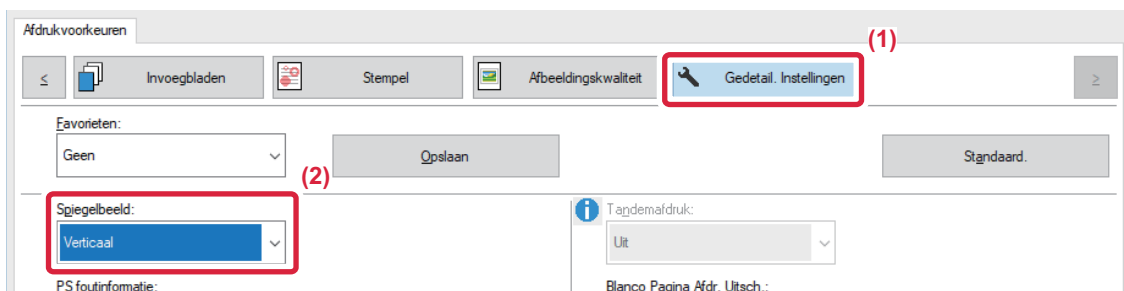 Afdrukvoorkeuren
(1)
< Invoegbladen Stempel Afbeeldingskwaliteit Gedetail. Instellingen >
Favorieten:
Geen Opslaan Standaard.
(2)
Spiegelbeeld: Tandemafdruk:
Verticaal Uit
PS foutinformatie: Blanco Pagina Afdr. Uitsch.: